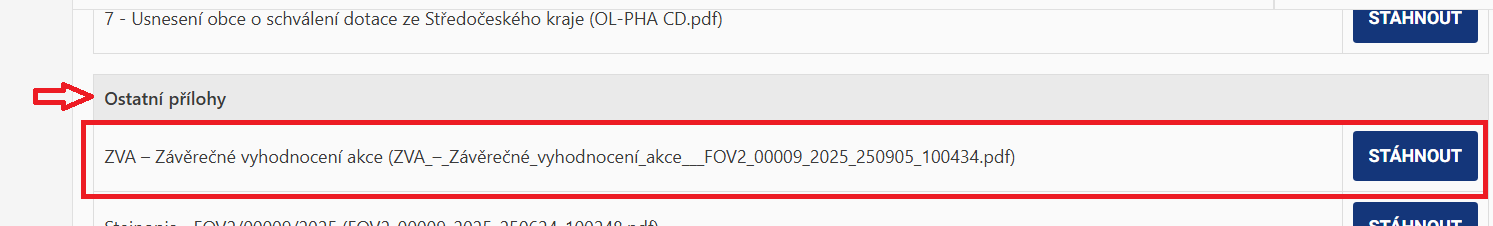 7 - Usnesení obce o schválení dotace ze Středočeského kraje (OL-PHA CD.pdf)
STÁHNOUT
Ostatní přílohy
ZVA – Závěrečné vyhodnocení akce (ZVA_–_Závěrečné_vyhodnocení_akce___FOV2_00009_2025_250905_100434.pdf)
STÁHNOUT
STÁHNOUT